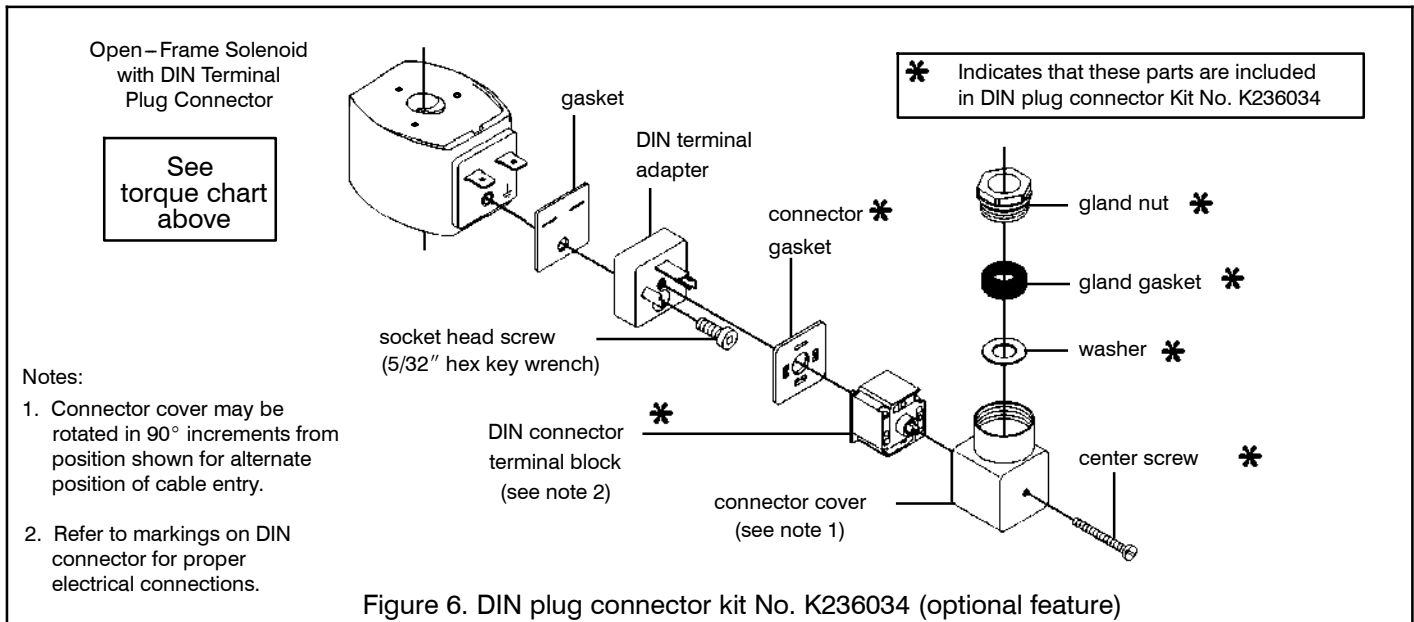 Open-Frame Solenoid
with DIN Terminal
Plug Connector
See
torque chart
above
gasket
DIN terminal
adapter
* Indicates that these parts are included
in DIN plug connector Kit No. K236034
connector *
gasket
gland nut *
gland gasket *
washer *
socket head screw
(5/32″ hex key wrench)
*
DIN connector
terminal block
(see note 2)
connector cover
(see note 1)
center screw *
Notes:
1. Connector cover may be
rotated in 90° increments from
position shown for alternate
position of cable entry.
2. Refer to markings on DIN
connector for proper
electrical connections.
Figure 6. DIN plug connector kit No. K236034 (optional feature)